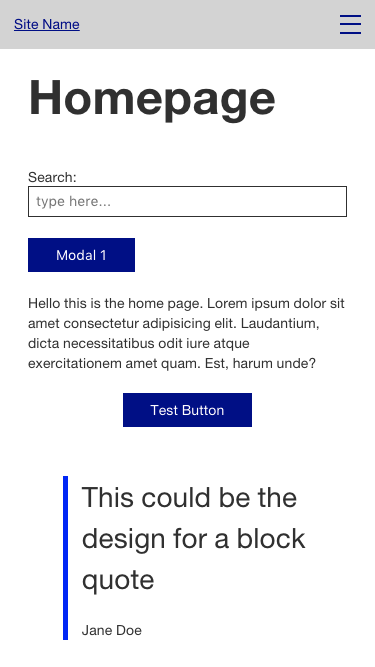 Site Name
Homepage
Search:
type here...
Modal 1
Hello this is the home page. Lorem ipsum dolor sit
amet consectetur adipisicing elit. Laudantium,
dicta necessitatibus odit iure atque
exercitationem amet quam. Est, harum unde?
Test Button
This could be the
design for a block
quote
Jane Doe